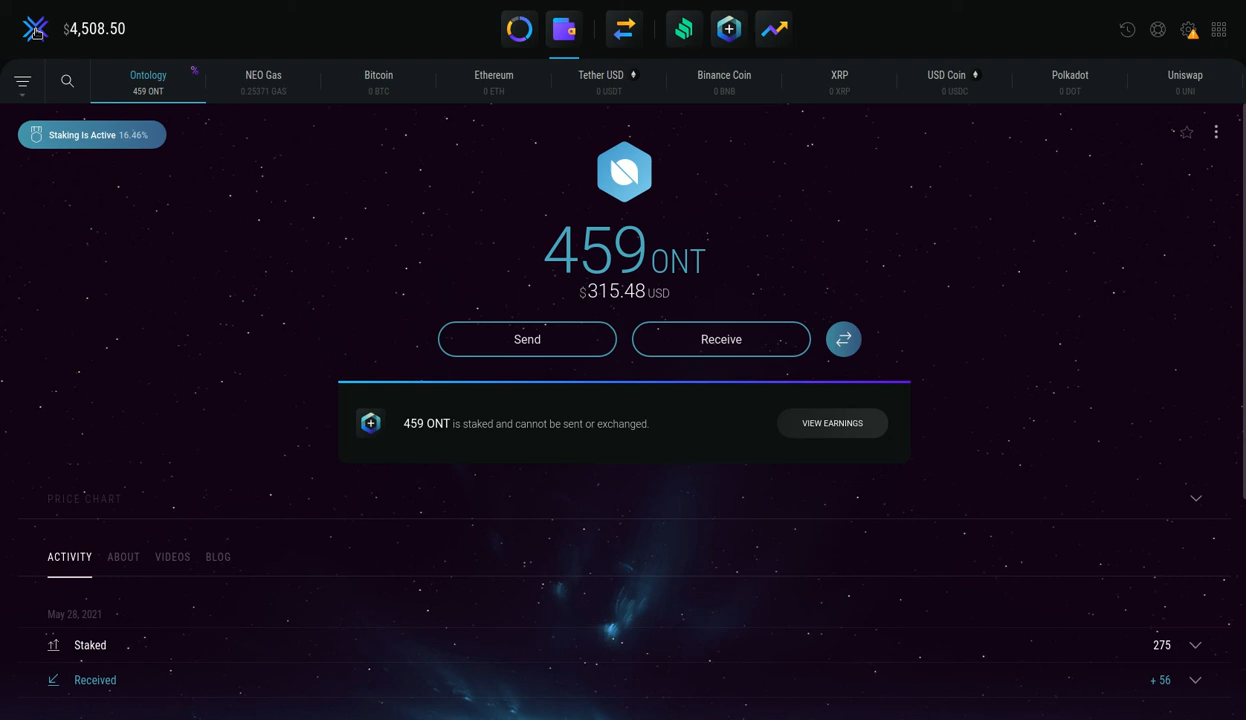 $4,508.50
Ontology
459 ONT
%
NEO Gas
0.25371 GAS
Bitcoin
0 BTC
Ethereum
0 ETH
Tether USD
0 USDT
Binance Coin
0 BNB
XRP
0 XRP
USD Coin
0 USDC
Polkadot
0 DOT
Uniswap
0 UNI
Staking Is Active 16.46%
459 ONT
$315.48 USD
Send
Receive
459 ONT is staked and cannot be sent or exchanged.
VIEW EARNINGS
PRICE CHART
ACTIVITY ABOUT VIDEOS BLOG
May 28, 2021
Staked 275
Received + 56